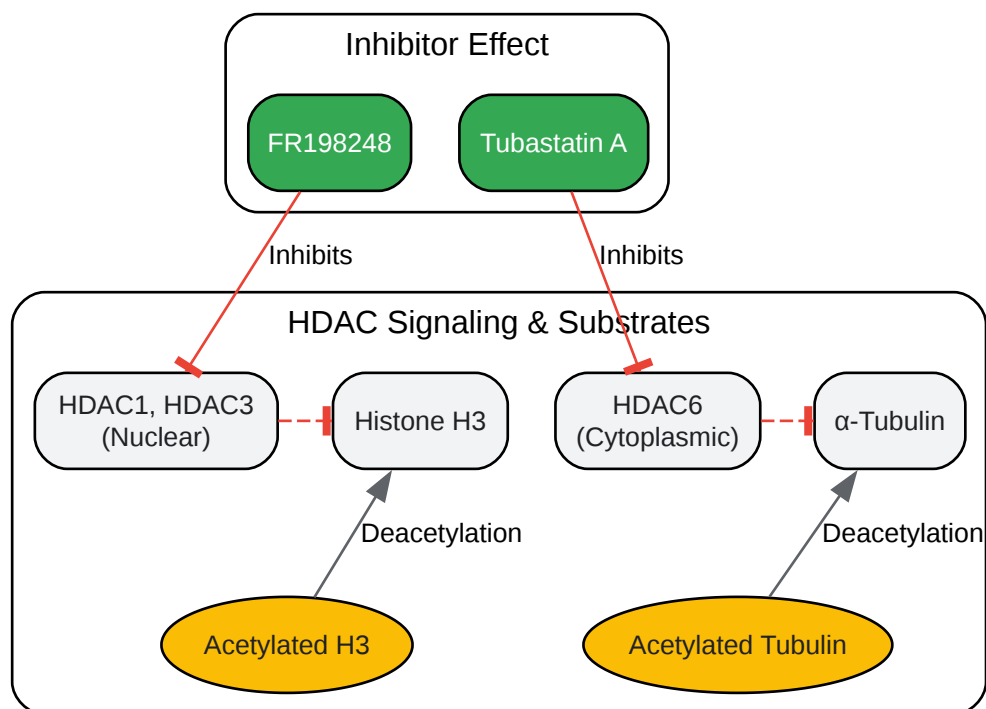 Inhibitor Effect
FR198248
Tubastatin A
Inhibits
Inhibits
HDAC Signaling & Substrates
HDAC1, HDAC3
(Nuclear)
Histone H3
HDAC6
(Cytoplasmic)
α-Tubulin
Deacetylation
Deacetylation
Acetylated H3
Acetylated Tubulin